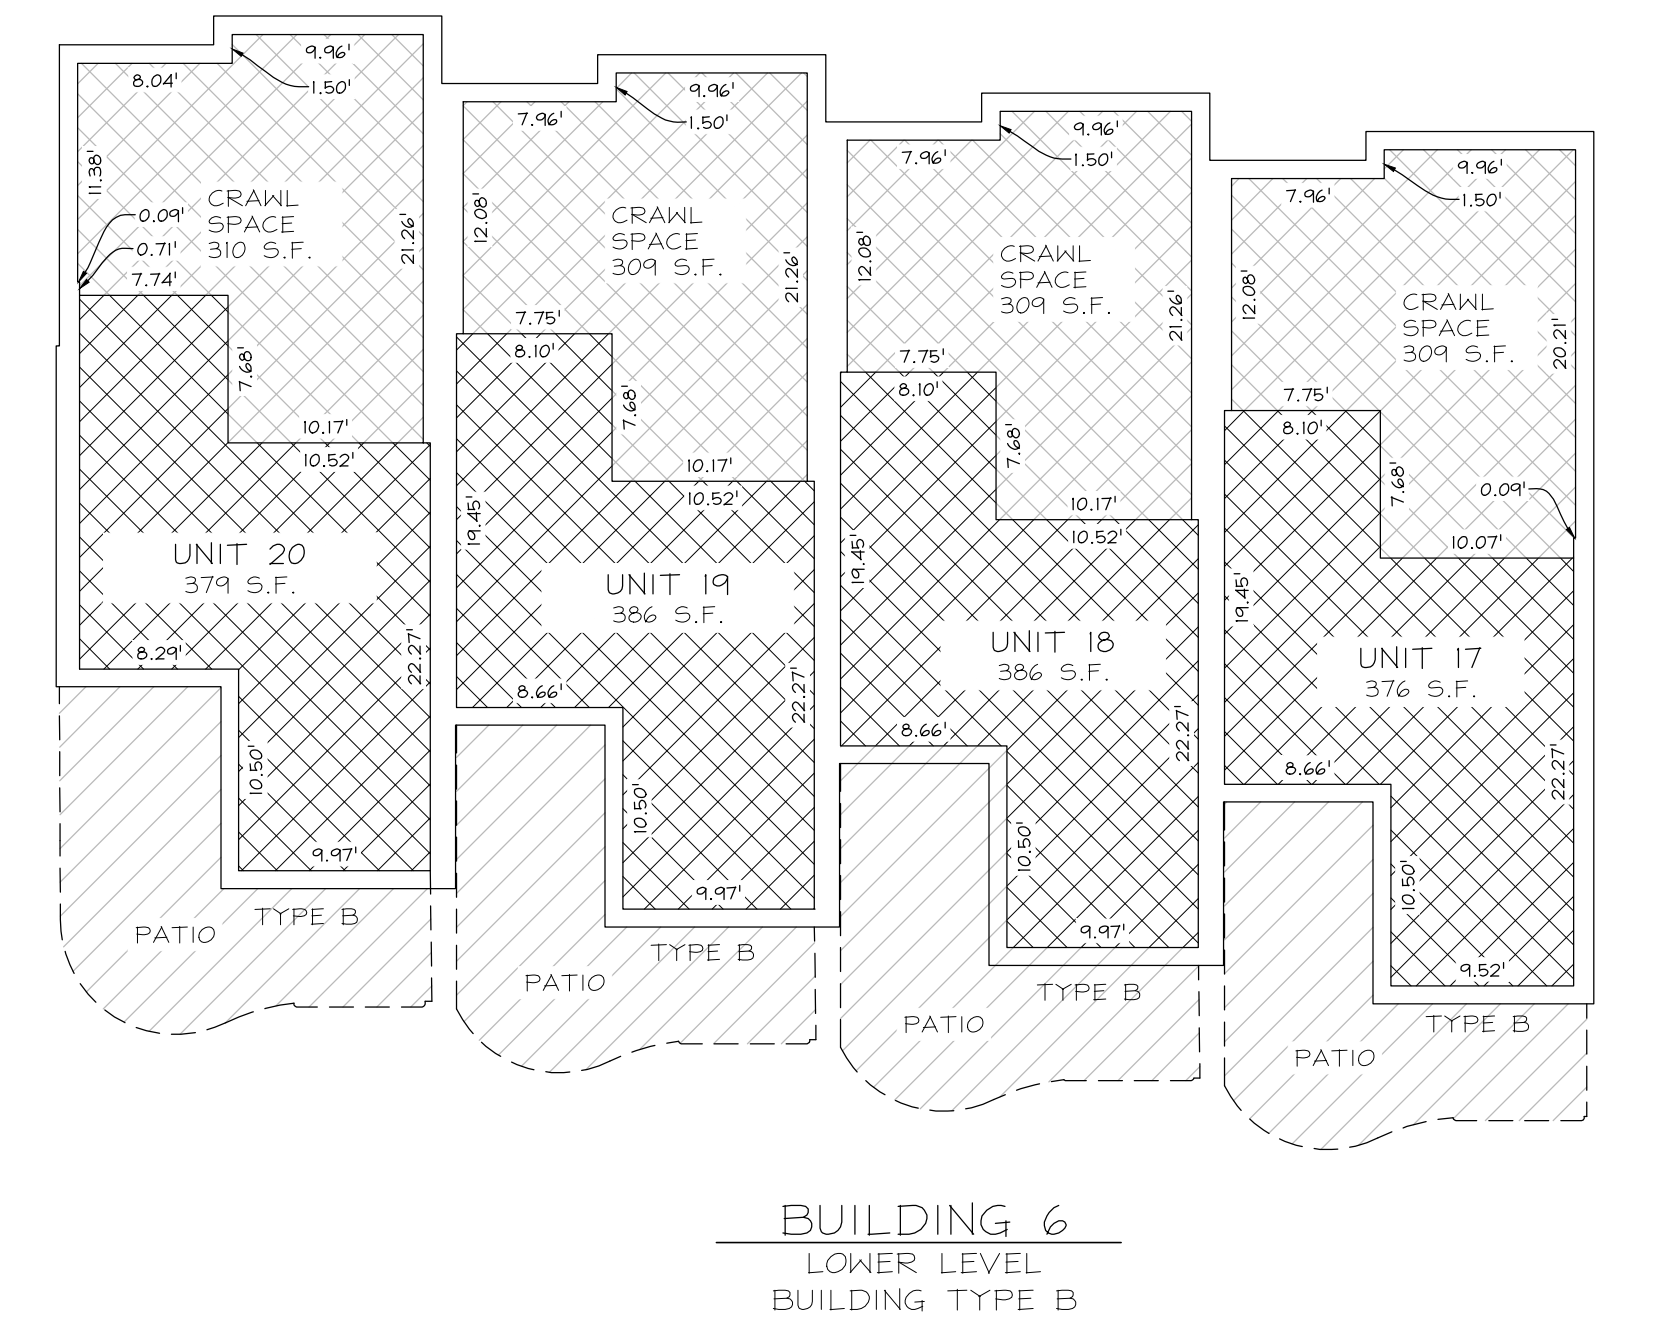 9.96'
8.04'
1.50'
11.38'
CRAWL
SPACE
310 S.F.
0.09'
0.71'
7.74'
21.26'
7.68'
10.17'
10.52'
UNIT 20
379 S.F.
8.29'
22.27'
10.50'
9.97'
TYPE B
PATIO
9.96'
7.96'
1.50'
12.08'
CRAWL
SPACE
309 S.F.
21.26'
7.75'
8.10'
7.68'
10.17'
10.52'
19.45'
UNIT 19
386 S.F.
8.66'
22.27'
10.50'
9.97'
TYPE B
PATIO
9.96'
7.96'
1.50'
12.08'
CRAWL
SPACE
309 S.F.
21.26'
7.75'
8.10'
7.68'
10.17'
10.52'
19.45'
UNIT 18
386 S.F.
8.66'
22.27'
10.50'
9.97'
TYPE B
PATIO
9.96'
7.96'
1.50'
12.08'
CRAWL
SPACE
309 S.F.
20.21'
7.75'
8.10'
7.68'
0.09'
10.07'
19.45'
UNIT 17
376 S.F.
8.66'
22.27'
10.50'
9.52'
TYPE B
PATIO
BUILDING 6
LOWER LEVEL
BUILDING TYPE B